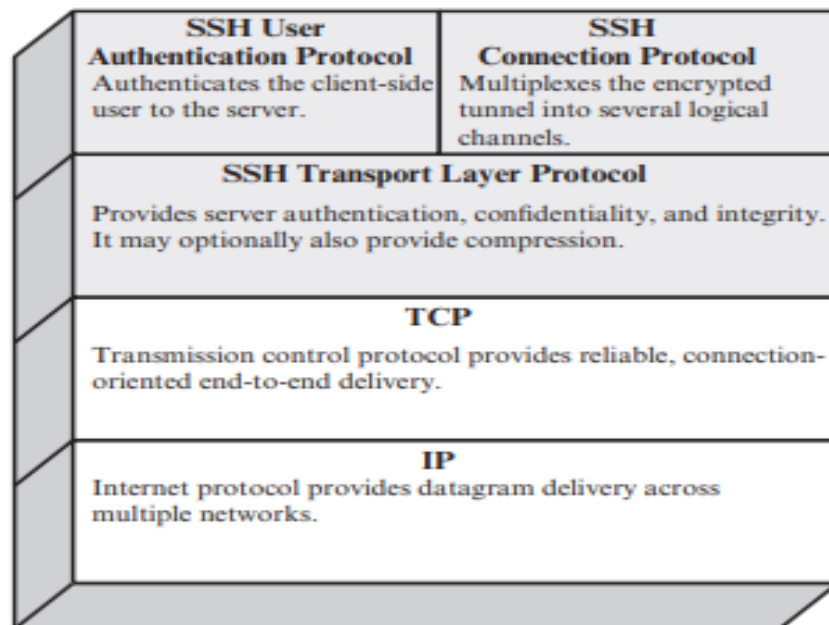 SSH User
Authentication Protocol
Authenticates the client-side
user to the server.
SSH
Connection Protocol
Multiplexes the encrypted
tunnel into several logical
channels.
SSH Transport Layer Protocol
Provides server authentication, confidentiality, and integrity.
It may optionally also provide compression.
TCP
Transmission control protocol provides reliable, connection-
oriented end-to-end delivery.
IP
Internet protocol provides datagram delivery across
multiple networks.